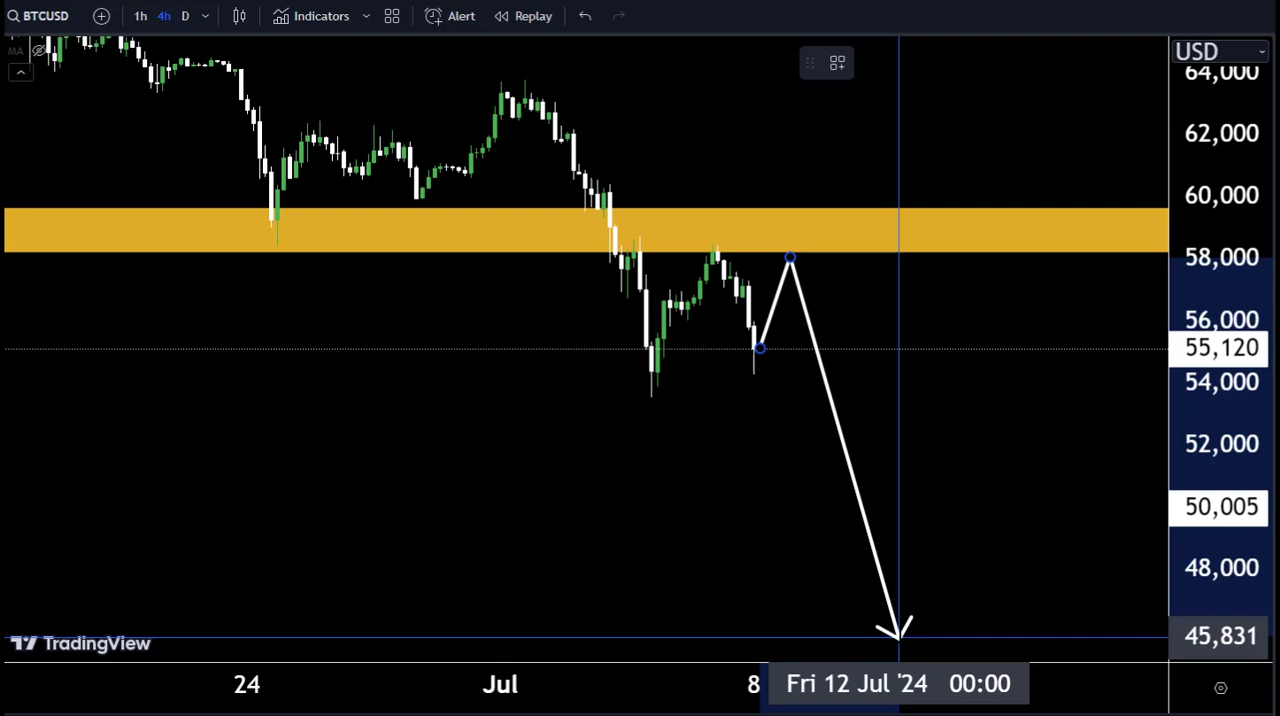 BTCUSD 1h 4h D Indicators Alert Replay
MA
USD
64,000
62,000
60,000
58,000
56,000
55,120
54,000
52,000
50,005
48,000
45,831
TradingView
24 Jul 8 Fri 12 Jul '24 00:00